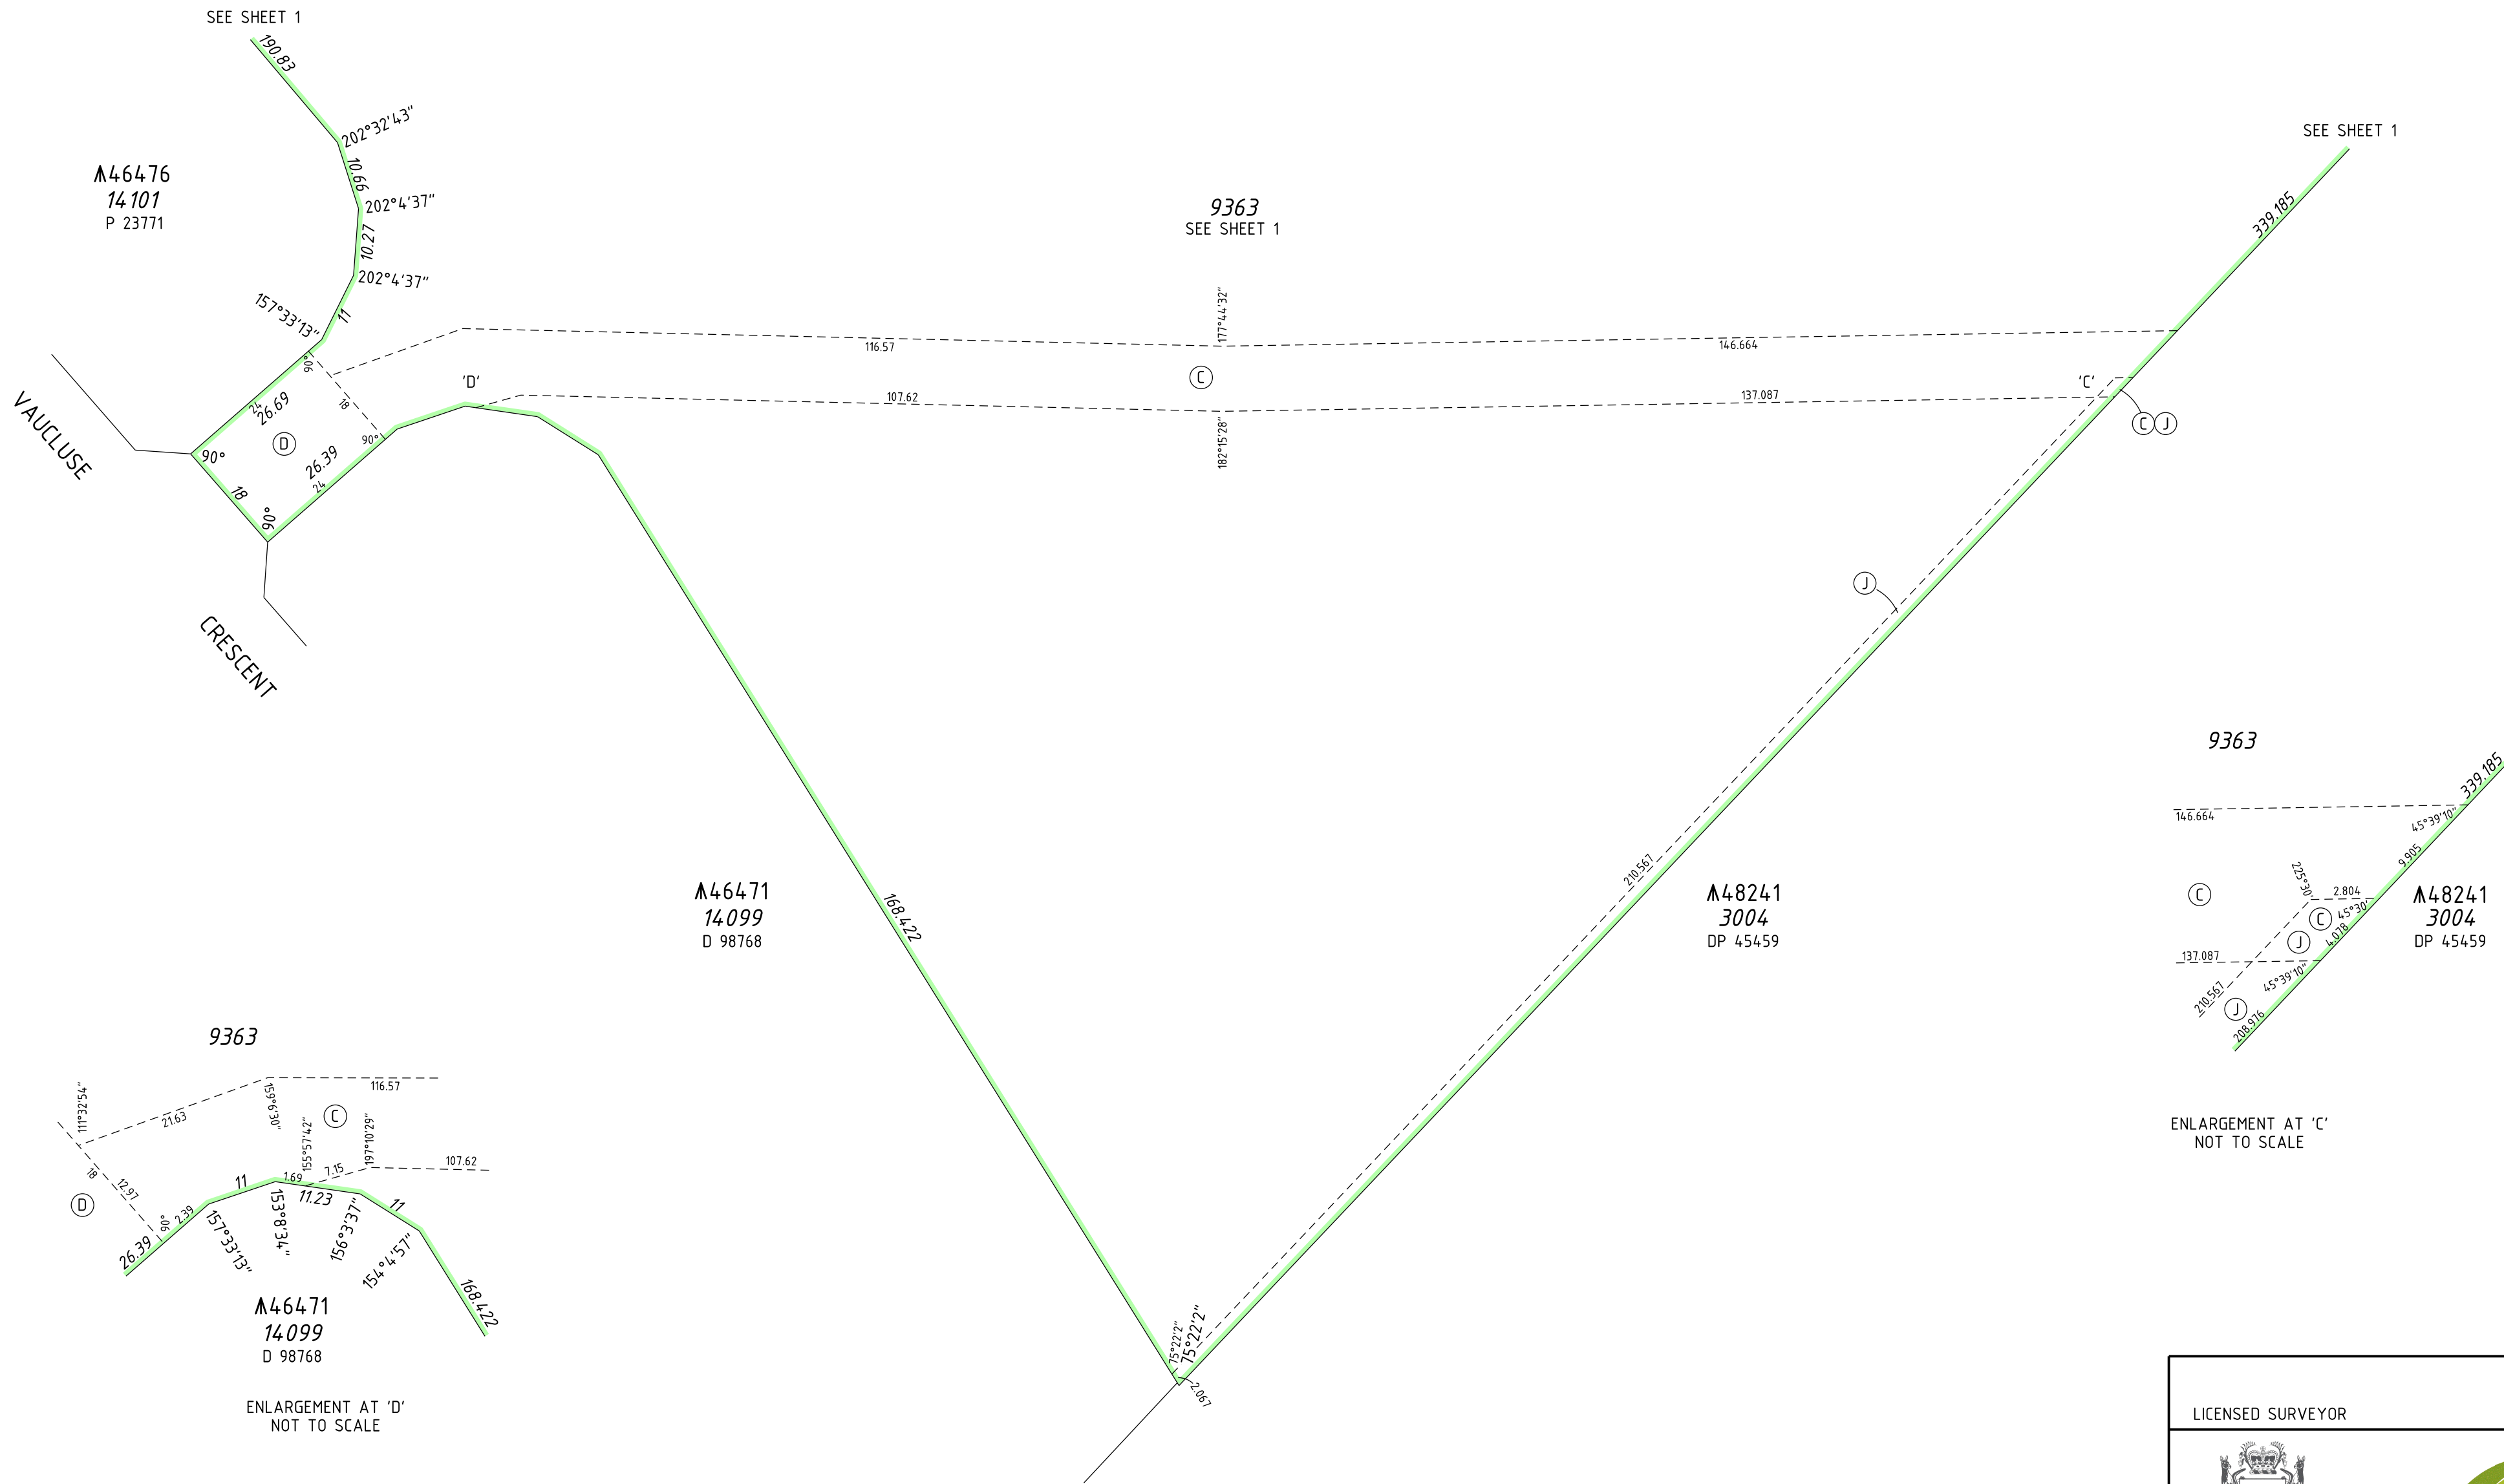 SEE SHEET 1
190.83
202°32'43"
10.66
202°4'37"
10.27
202°4'37"
11
157°33'13"
46476
14101
P 23771
9363
SEE SHEET 1
SEE SHEET 1
339.185
177°44'32"
116.57
146.664
C
107.62
137.087
182°15'28"
'D'
'C'
C J
90°
18
24
26.69
D
90°
26.39
24
90°
18
90°
VAUCLUSE
CRESCENT
J
210.567
168.422
46471
14099
D 98768
48241
3004
DP 45459
75°22'2"
75°22'2"
2.067
9363
339.185
146.664
45°39'10"
9.905
225°30'
2.804
C
C
45°30'
J
4.078
137.087
45°39'10"
210.567
J
208.976
48241
3004
DP 45459
ENLARGEMENT AT 'C'
NOT TO SCALE
9363
111°32'54"
21.63
159°6'30"
116.57
C
155°57'42"
197°10'29"
107.62
7.15
1.69
11
11.23
11
18
12.97
D
90°
2.39
26.39
157°33'13"
153°8'34"
156°3'37"
154°4'57"
168.422
46471
14099
D 98768
ENLARGEMENT AT 'D'
NOT TO SCALE
LICENSED SURVEYOR